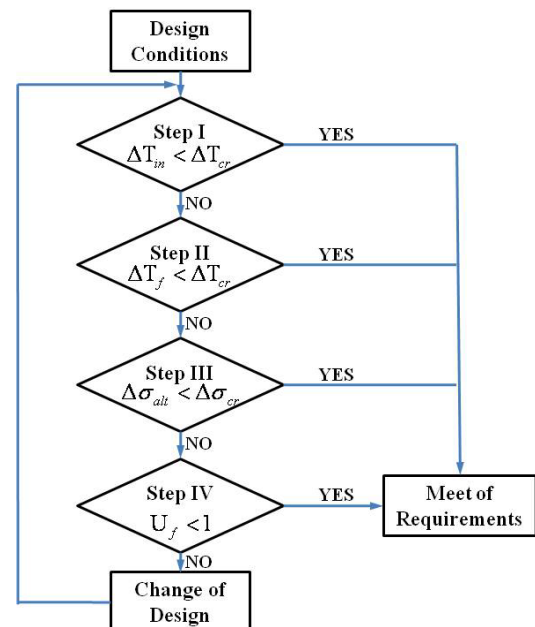 Design
Conditions
Step I
ΔT_in < ΔT_cr
YES
NO
Step II
ΔT_f < ΔT_cr
YES
NO
Step III
Δσ_alt < Δσ_cr
YES
NO
Step IV
U_f < 1
YES
Meet of
Requirements
NO
Change of
Design